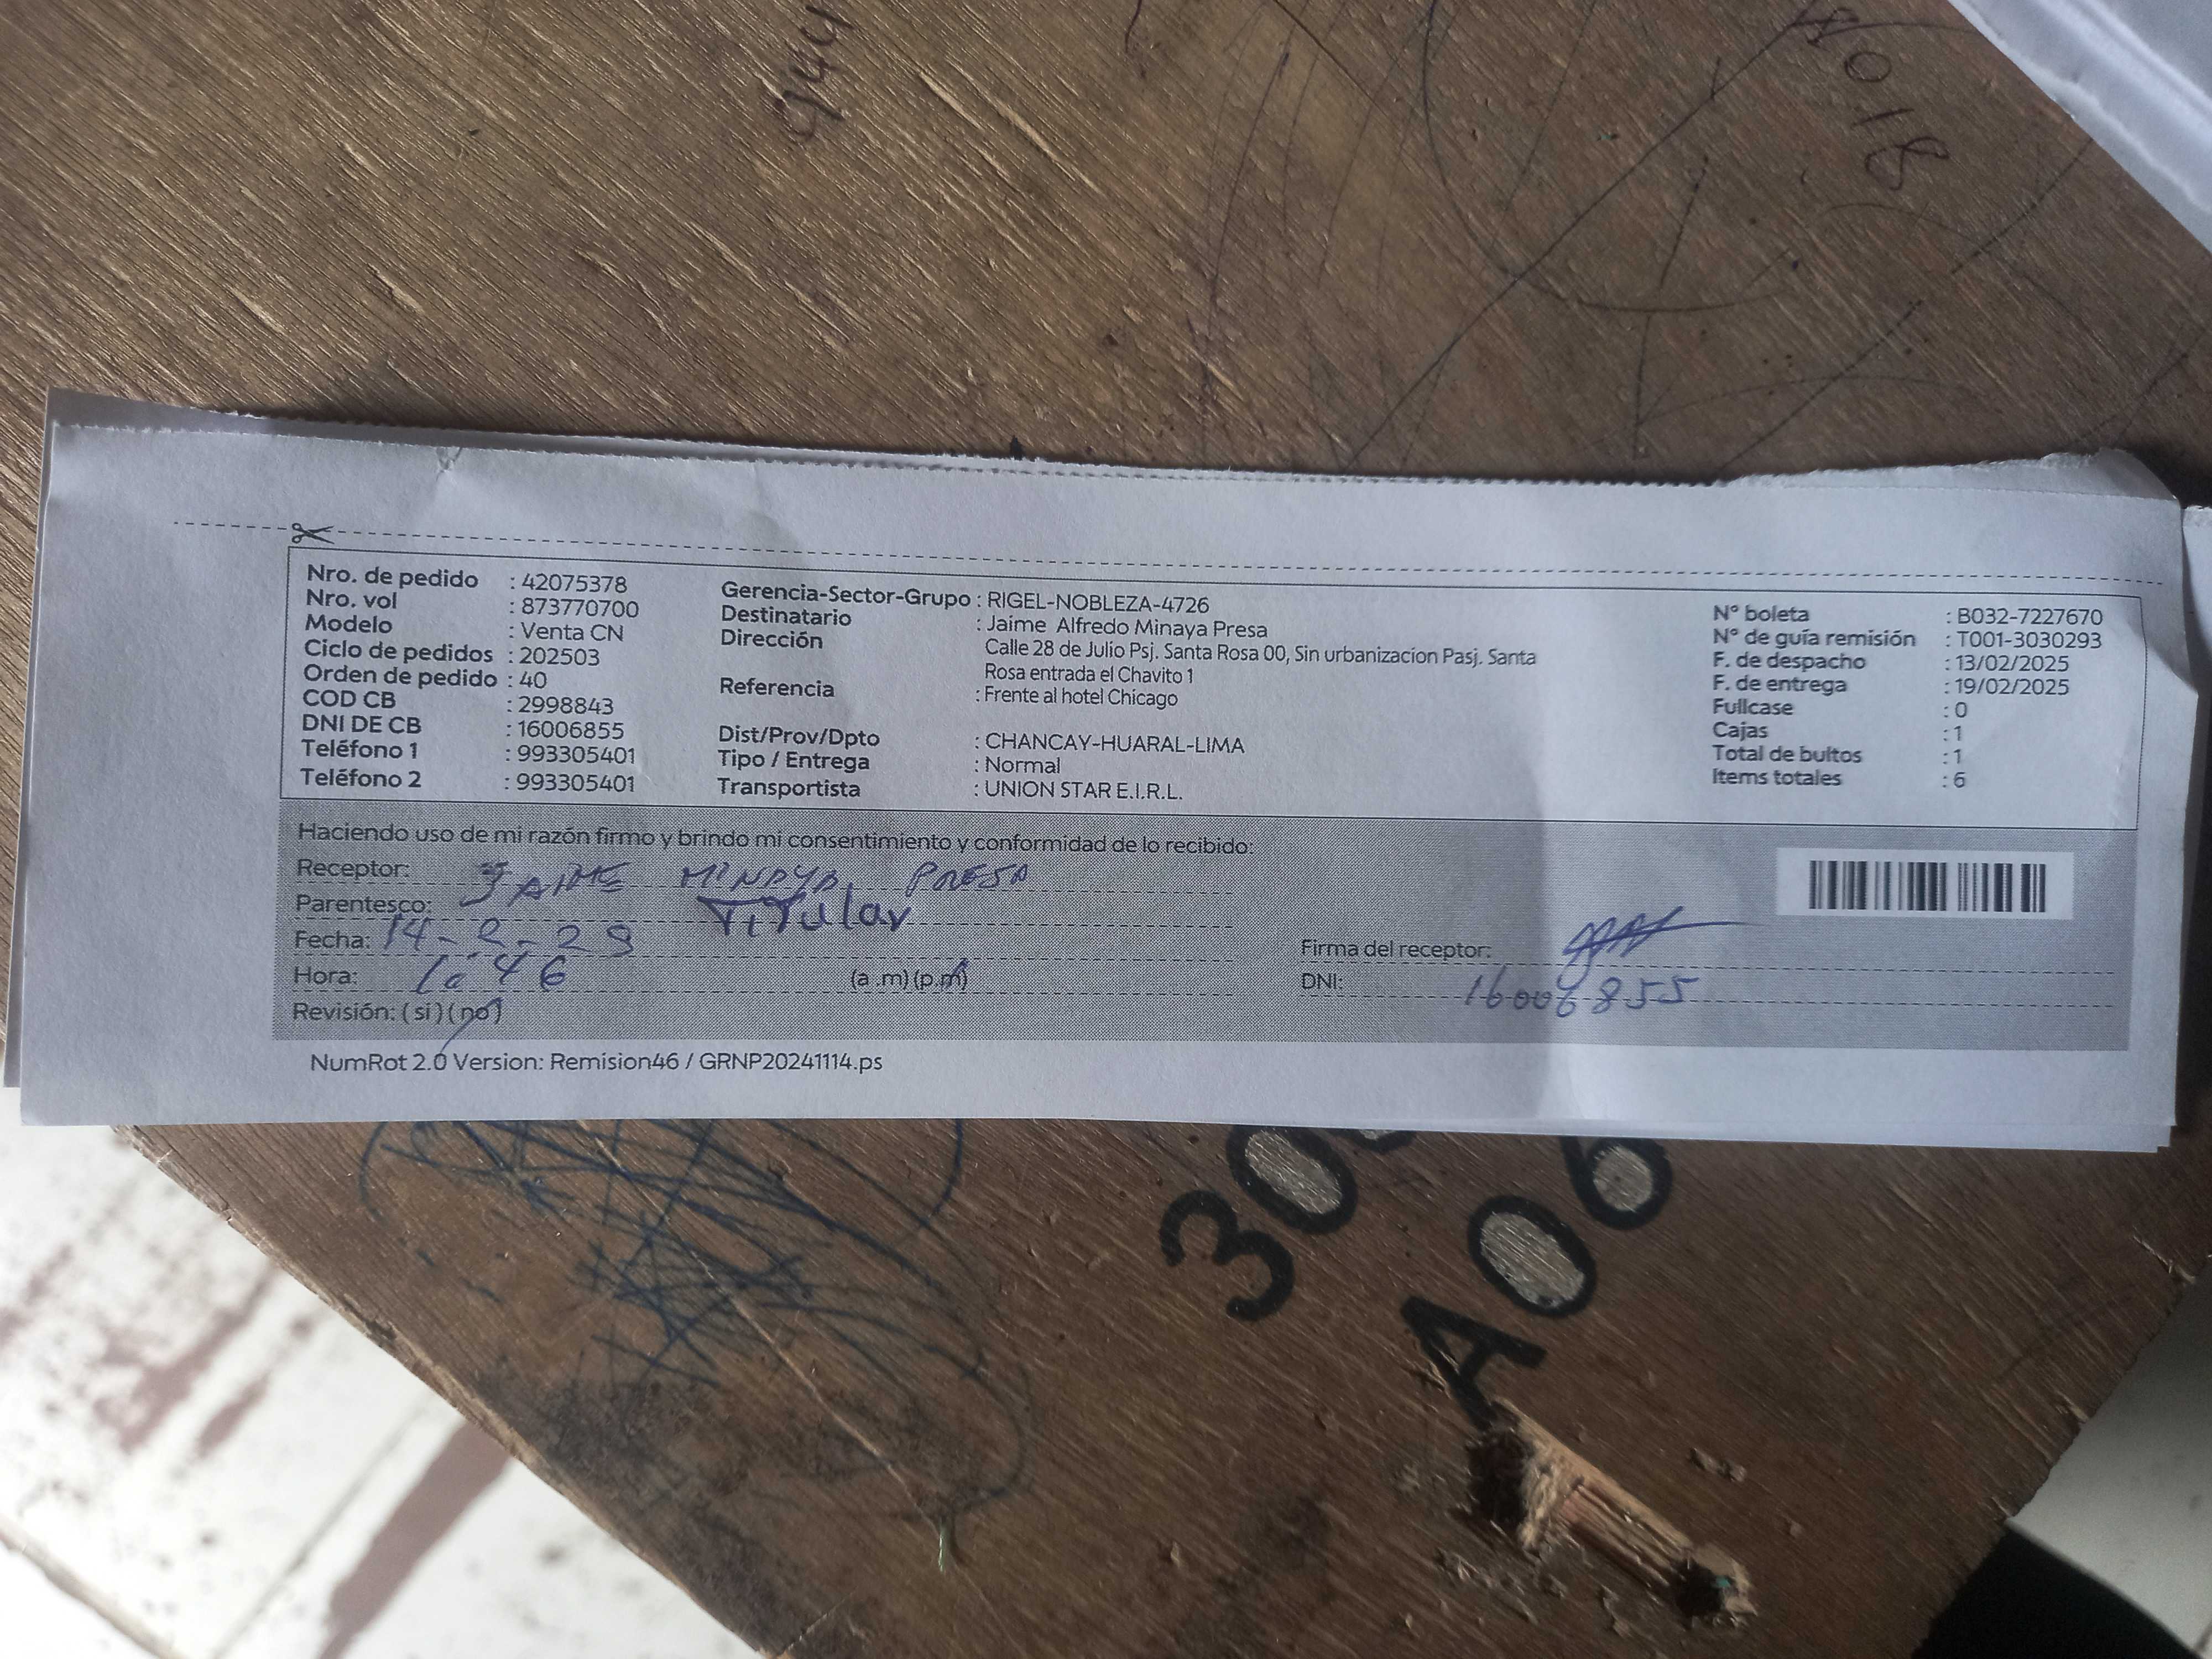 944
8018
Nro. de pedido : 42075378
Nro. vol : 873770700
Modelo : Venta CN
Ciclo de pedidos : 202503
Orden de pedido : 40
COD CB : 2998843
DNI DE CB : 16006855
Teléfono 1 : 993305401
Teléfono 2 : 993305401
Gerencia-Sector-Grupo : RIGEL-NOBLEZA-4726
Destinatario : Jaime Alfredo Minaya Presa
Dirección Calle 28 de Julio Psj. Santa Rosa 00, Sin urbanizacion Pasj. Santa
Rosa entrada el Chavito 1
Referencia : Frente al hotel Chicago
Dist/Prov/Dpto : CHANCAY-HUARAL-LIMA
Tipo / Entrega : Normal
Transportista : UNION STAR E.I.R.L.
N° boleta : B032-7227670
N° de guía remisión : T001-3030293
F. de despacho : 13/02/2025
F. de entrega : 19/02/2025
Fullcase : 0
Cajas : 1
Total de bultos : 1
Items totales : 6
Haciendo uso de mi razón firmo y brindo mi consentimiento y conformidad de lo recibido:
Receptor: JAIME MINAYA PRESA
Parentesco: Titular
Fecha: 14-2-25
Hora: 1:46 (a .m) (p.m)
Revisión: ( si ) ( no )
Firma del receptor:
DNI: 16006855
NumRot 2.0 Version: Remision46 / GRNP20241114.ps
30
A06